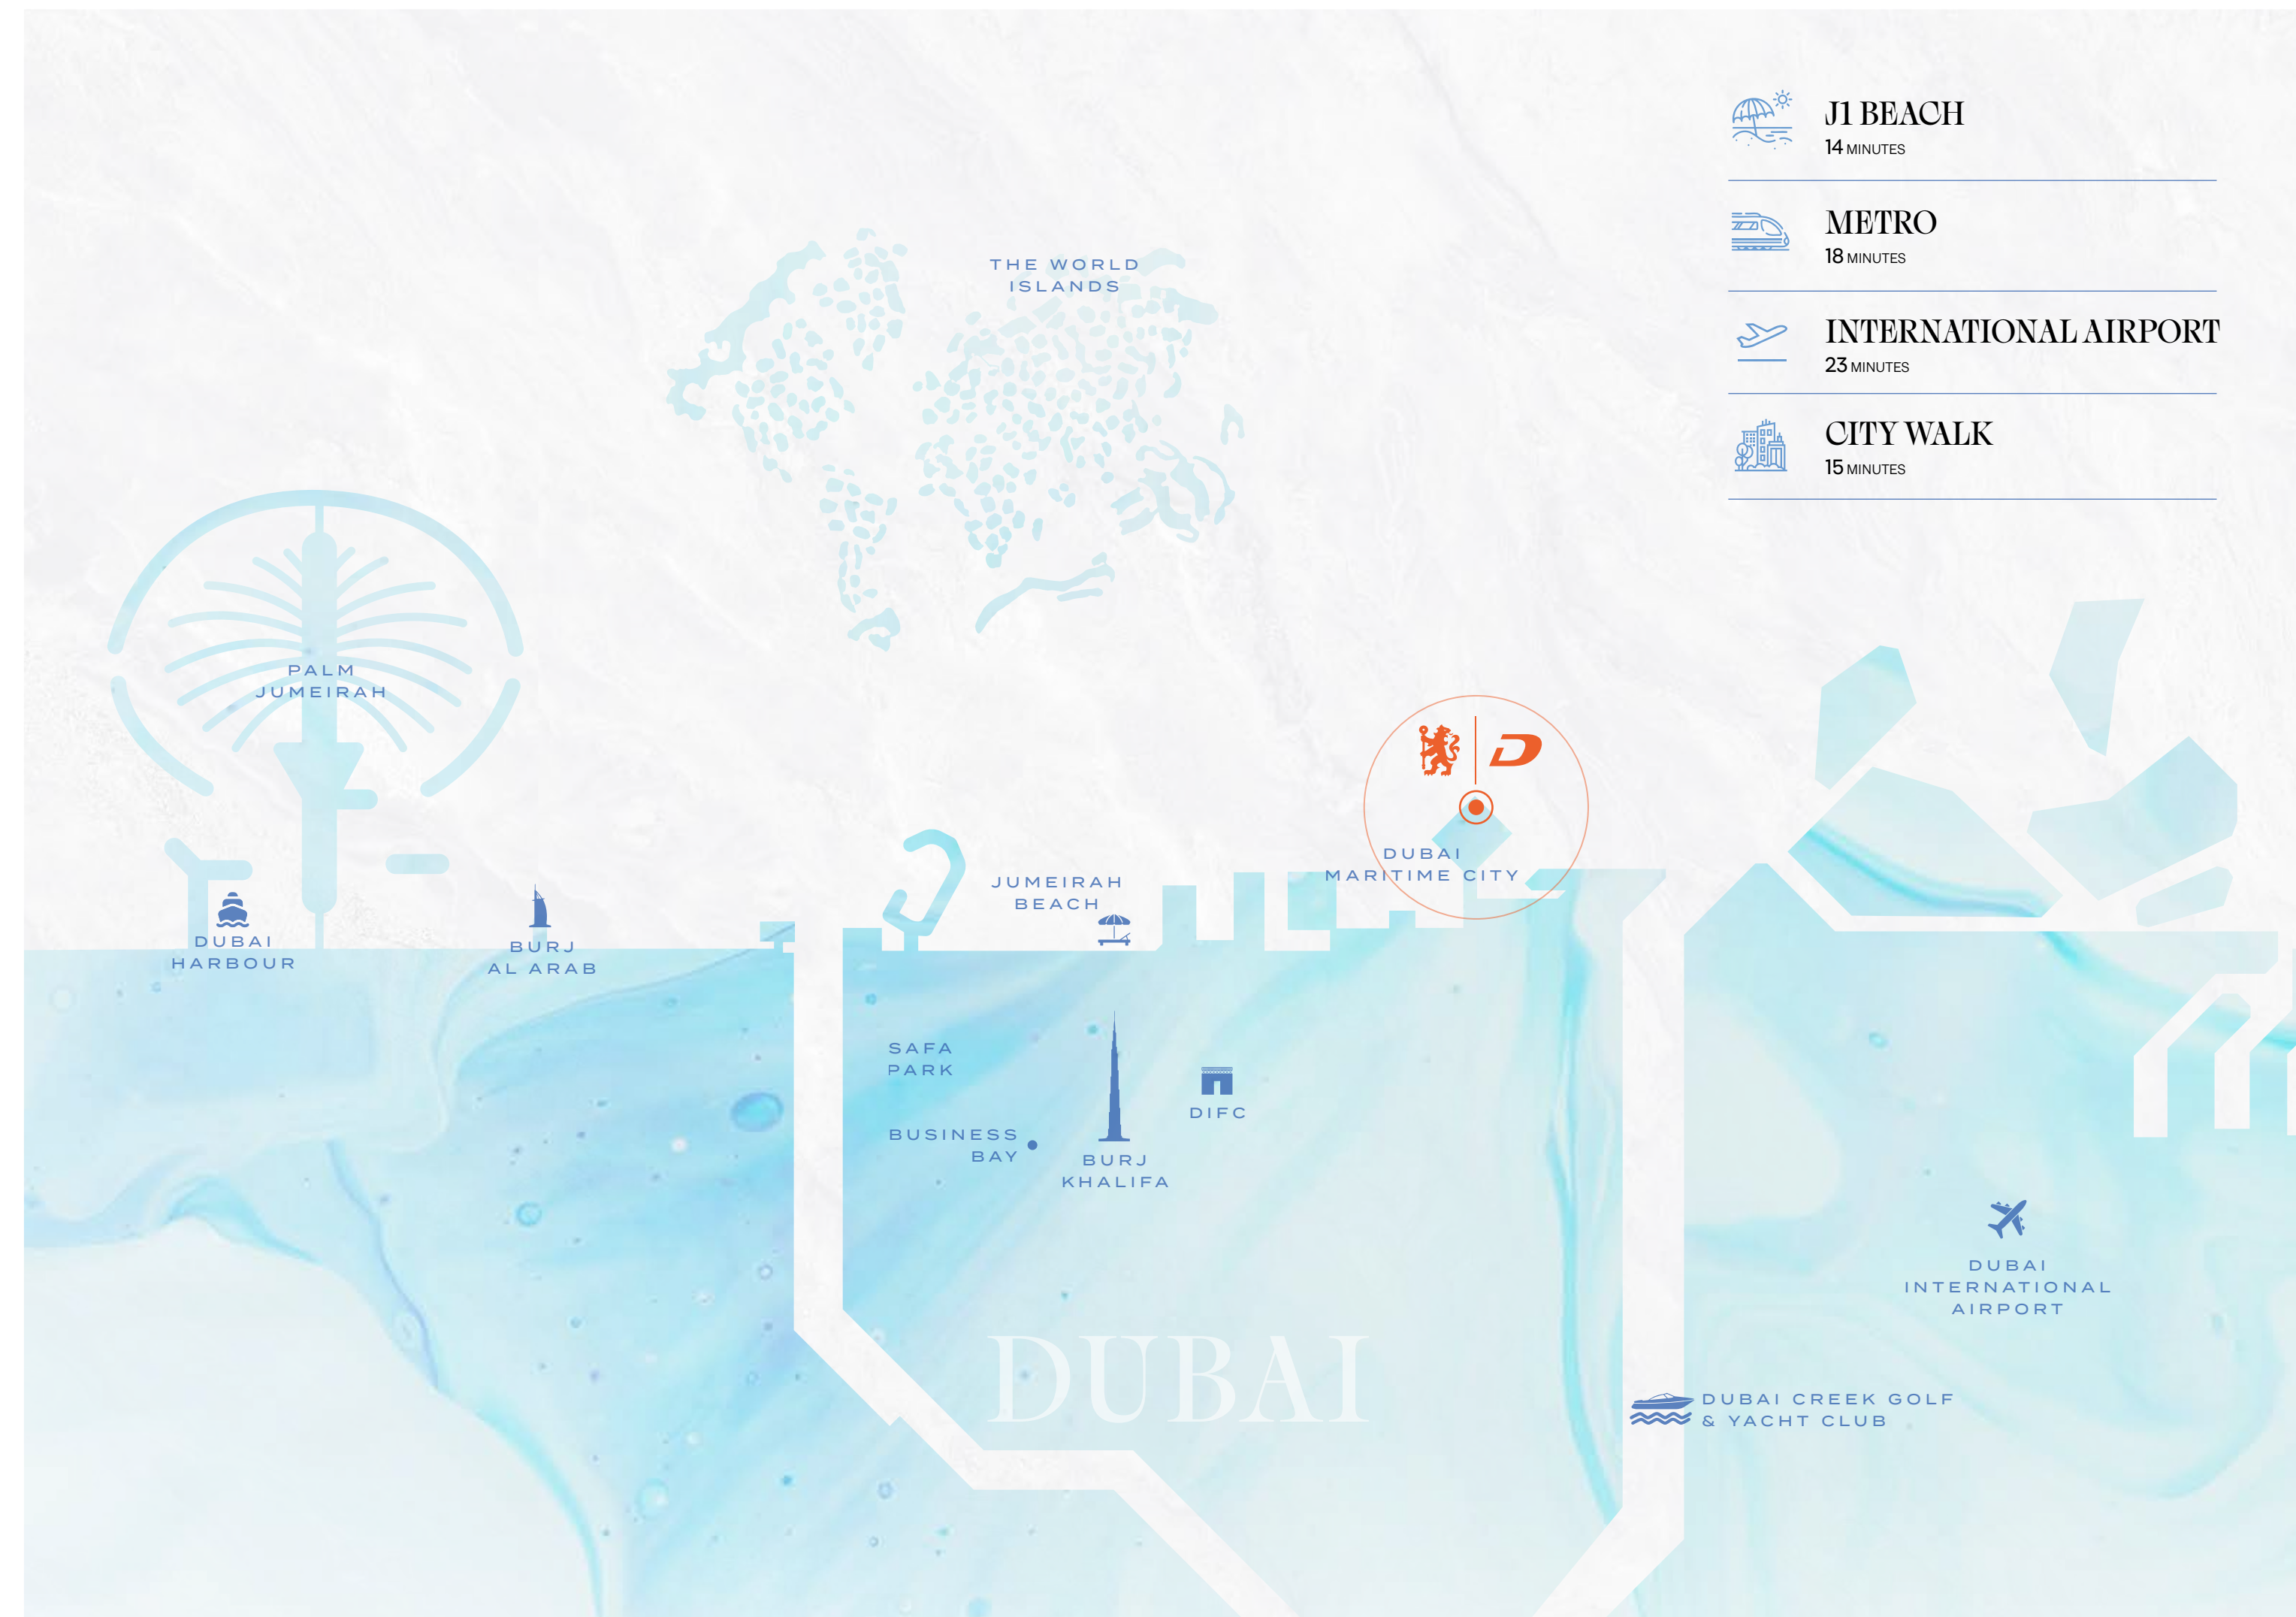 J1 BEACH
14 MINUTES
METRO
18 MINUTES
INTERNATIONAL AIRPORT
23 MINUTES
CITY WALK
15 MINUTES
THE WORLD
ISLANDS
PALM
JUMEIRAH
D
DUBAI
MARITIME CITY
JUMEIRAH
BEACH
DUBAI
HARBOUR
BURJ
AL ARAB
SAFA
PARK
DIFC
BUSINESS
BAY
BURJ
KHALIFA
DUBAI
INTERNATIONAL
AIRPORT
DUBAI
DUBAI CREEK GOLF
& YACHT CLUB